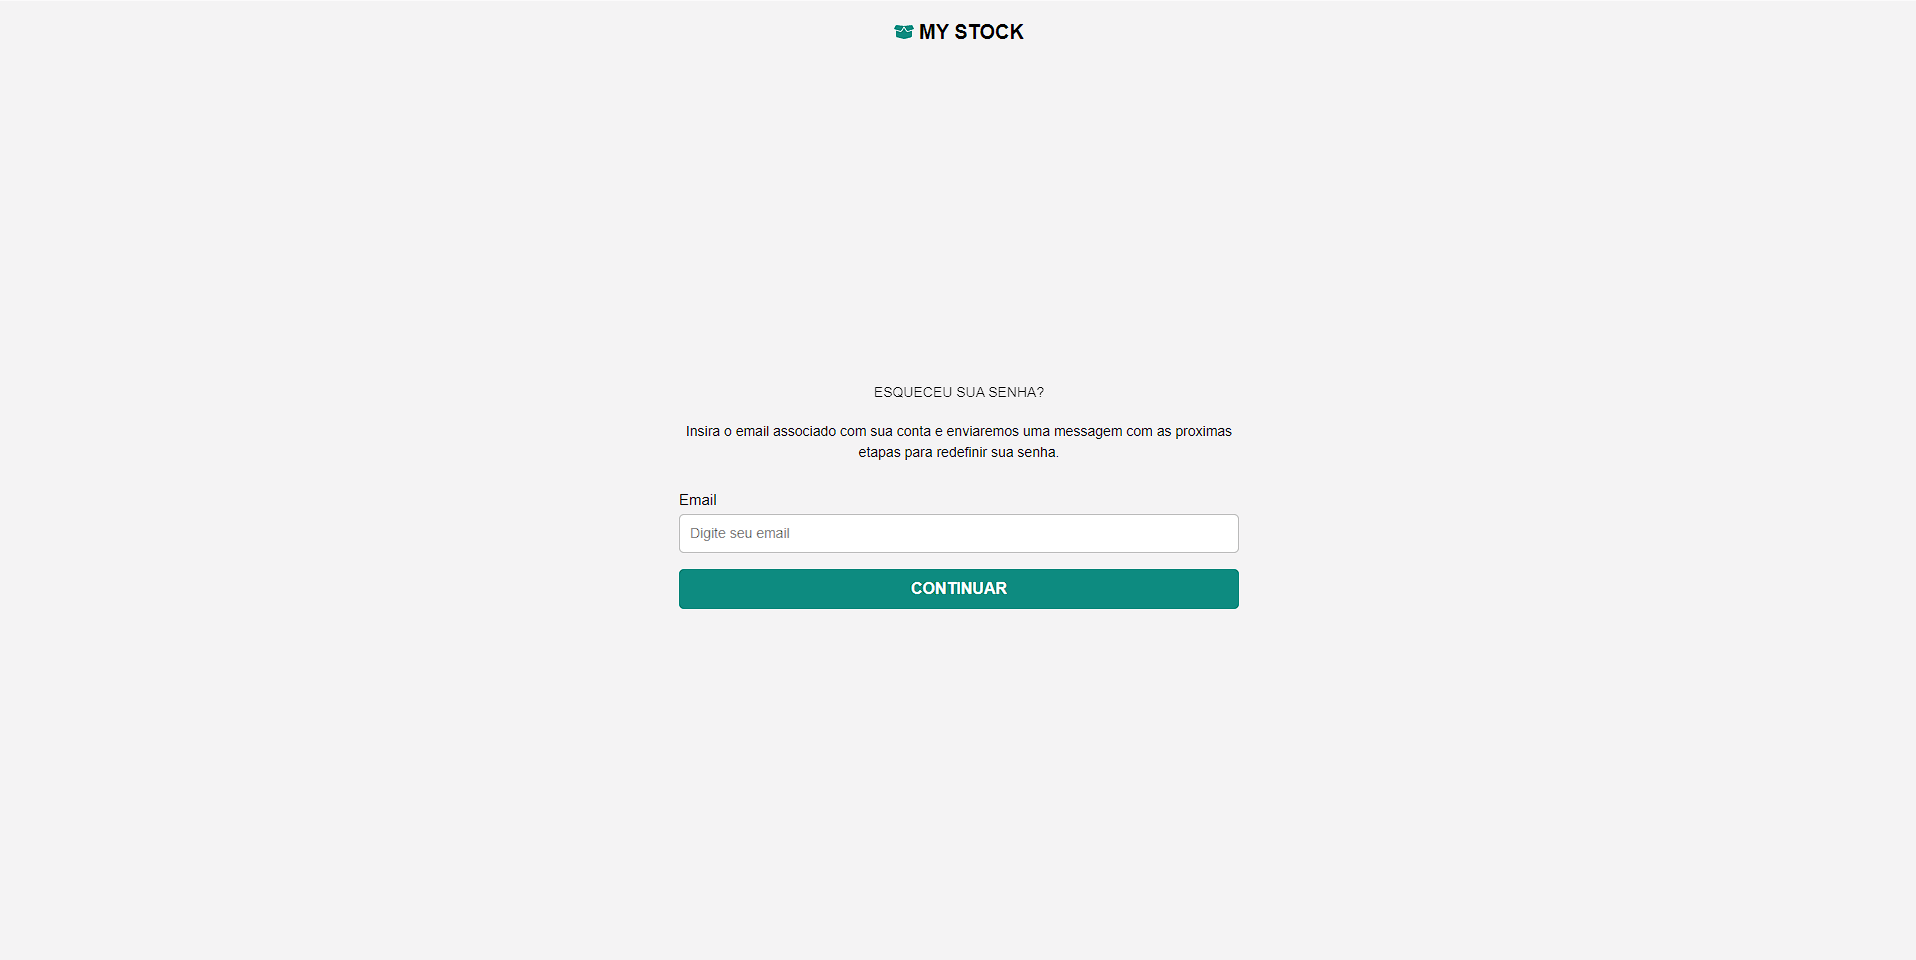 MY STOCK
ESQUECEU SUA SENHA?
Insira o email associado com sua conta e enviaremos uma messagem com as proximas
etapas para redefinir sua senha.
Email
Digite seu email
CONTINUAR